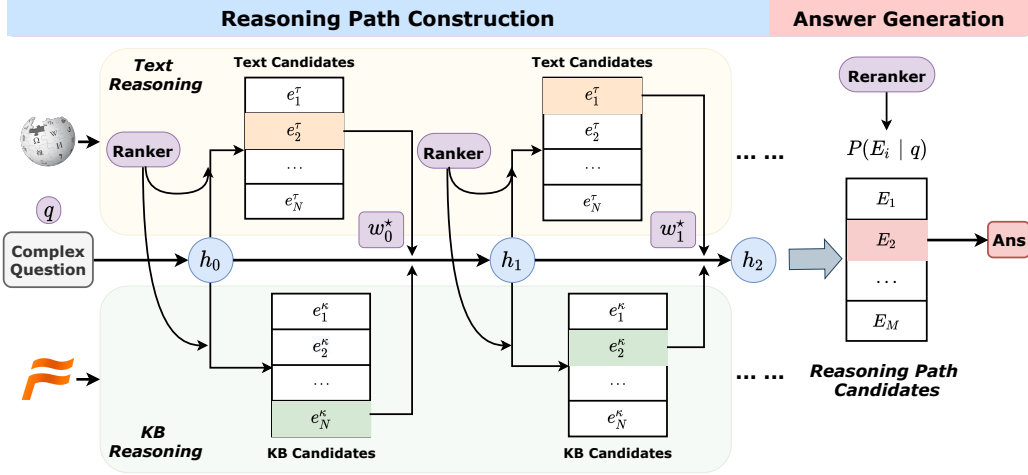 Reasoning Path Construction
Answer Generation
Text
Reasoning
Text Candidates
Text Candidates
Reranker
Ranker
Ranker
e_1^τ
e_2^τ
...
e_N^τ
e_1^τ
e_2^τ
...
e_N^τ
... ...
P(E_i | q)
q
w_0^⋆
w_1^⋆
Complex
Question
h_0
h_1
h_2
E_1
E_2
...
E_M
Ans
e_1^κ
e_2^κ
...
e_N^κ
e_1^κ
e_2^κ
...
e_N^κ
... ...
Reasoning Path
Candidates
KB
Reasoning
KB Candidates
KB Candidates